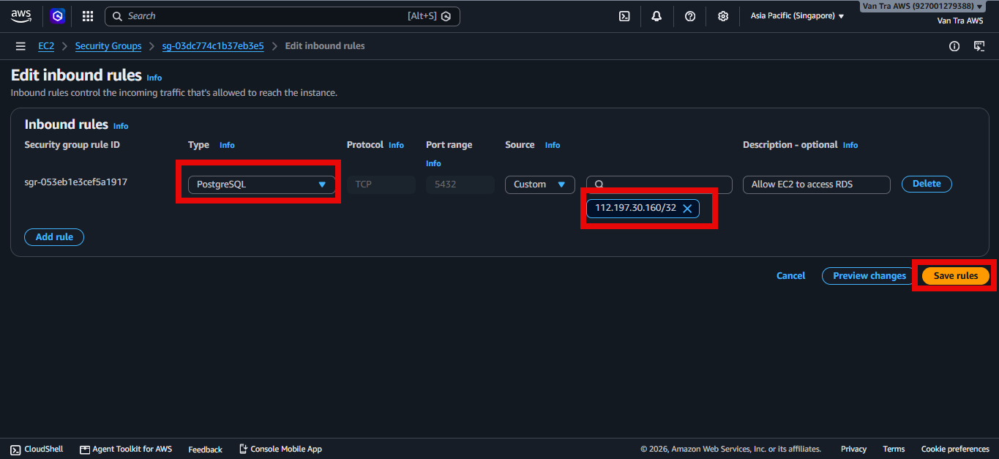 aws
Search [Alt+S]
Asia Pacific (Singapore)
Van Tra AWS (927001279388)
Van Tra AWS
EC2 > Security Groups > sg-03dc774c1b37eb3e5 > Edit inbound rules
Edit inbound rules Info
Inbound rules control the incoming traffic that's allowed to reach the instance.
Inbound rules Info
Security group rule ID Type Info Protocol Info Port range Source Info Description - optional Info
Info
sgr-053eb1e3cef5a1917 PostgreSQL TCP 5432 Custom Allow EC2 to access RDS Delete
112.197.30.160/32
Add rule
Cancel Preview changes Save rules
CloudShell Agent Toolkit for AWS Feedback Console Mobile App © 2026, Amazon Web Services, Inc. or its affiliates. Privacy Terms Cookie preferences